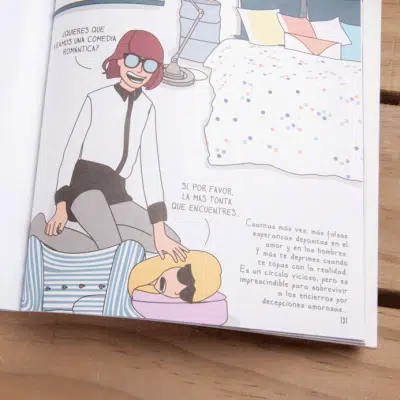 ¿QUIERES QUE
VEAMOS UNA COMEDIA
ROMÁNTICA?
SÍ, POR FAVOR,
LA MÁS TONTA
QUE ENCUENTRES.
Cuantas más ves, más falsas
esperanzas depositas en el
amor y en los hombres.
Y más te deprimes cuando
te topas con la realidad.
Es un círculo vicioso, pero es
imprescindible para sobrevivir
a los encierros por
decepciones amorosas...
131